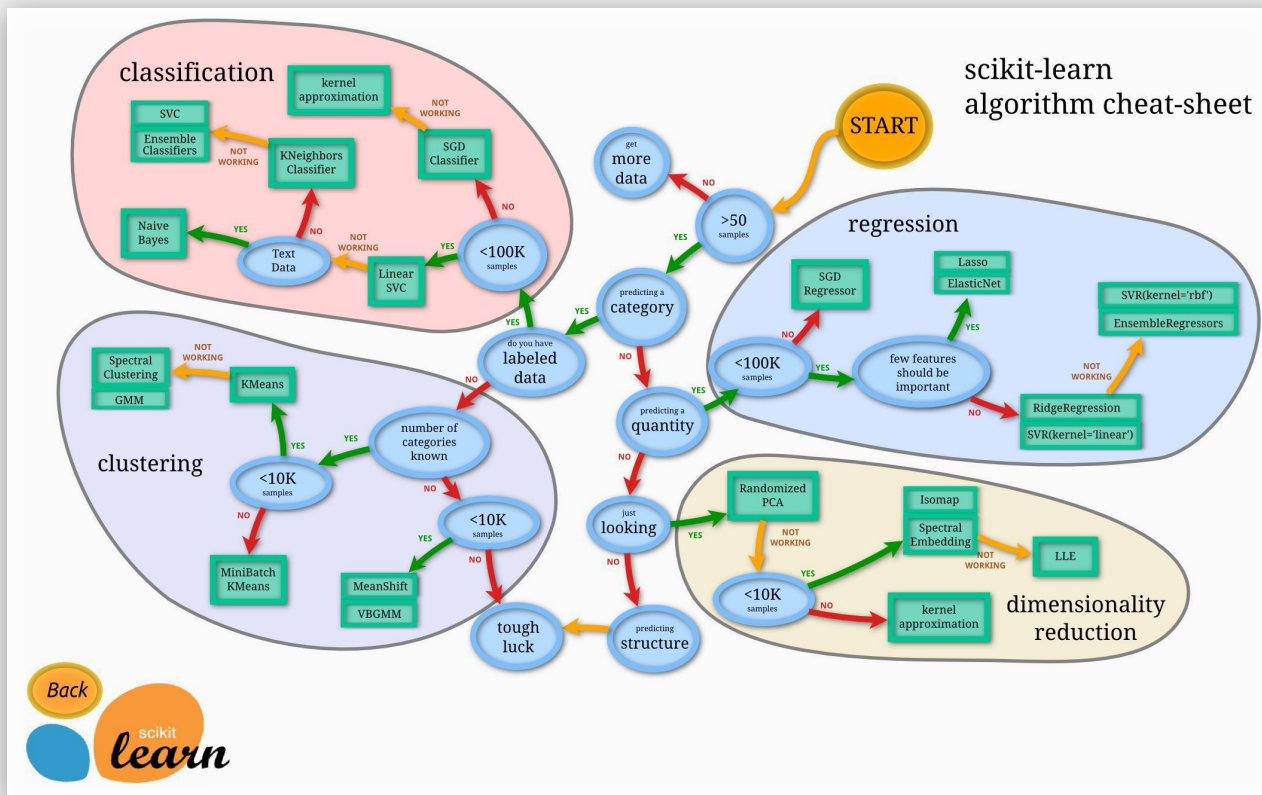 scikit-learn
algorithm cheat-sheet
START
>50
samples
NO
get
more
data
YES
predicting a
category
YES
NO
do you have
labeled
data
YES
NO
predicting a
quantity
YES
NO
just
looking
YES
NO
predicting
structure
tough
luck
classification
kernel
approximation
NOT
WORKING
SVC
Ensemble
Classifiers
NOT
WORKING
KNeighbors
Classifier
SGD
Classifier
NO
Naive
Bayes
YES
NO
Text
Data
NOT
WORKING
Linear
SVC
YES
<100K
samples
regression
SGD
Regressor
Lasso
ElasticNet
SVR(kernel='rbf')
EnsembleRegressors
NO
YES
<100K
samples
YES
few features
should be
important
NOT
WORKING
NO
RidgeRegression
SVR(kernel='linear')
clustering
Spectral
Clustering
GMM
NOT
WORKING
KMeans
YES
number of
categories
known
YES
NO
<10K
samples
NO
MiniBatch
KMeans
<10K
samples
YES
NO
MeanShift
VBGMM
dimensionality
reduction
Randomized
PCA
NOT
WORKING
Isomap
Spectral
Embedding
NOT
WORKING
LLE
YES
<10K
samples
NO
kernel
approximation
Back
scikit
learn